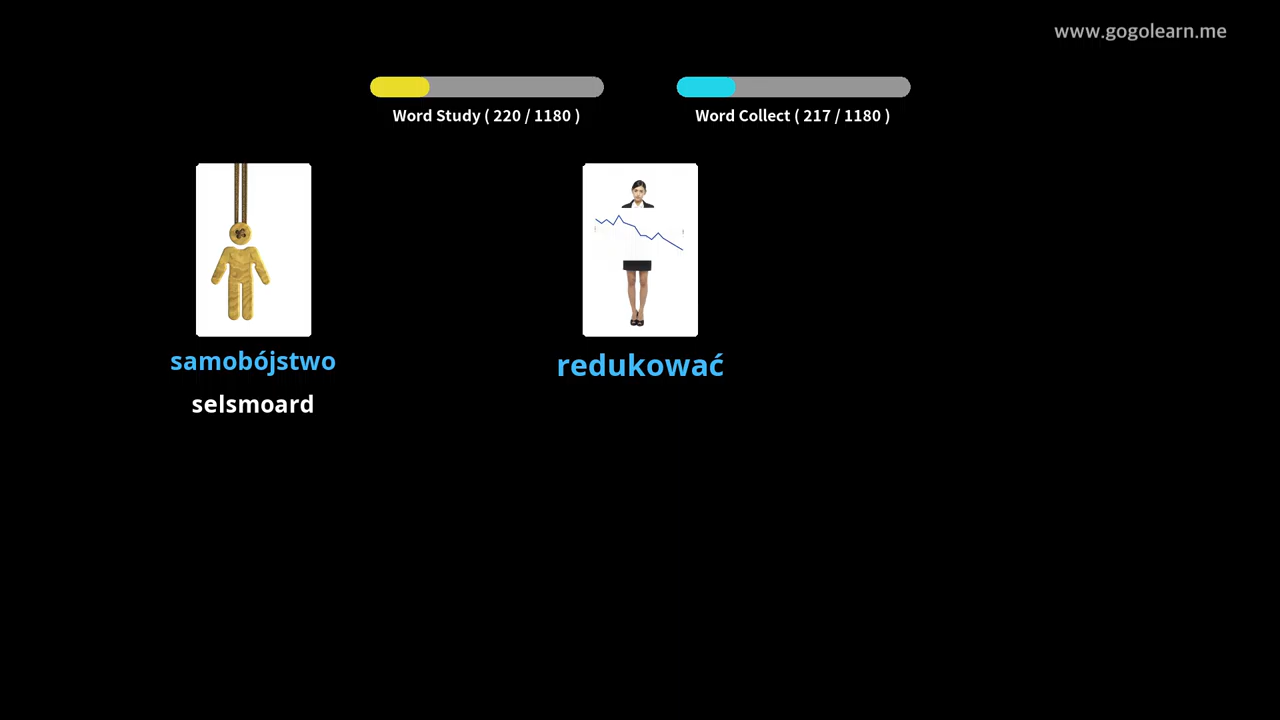 www.gogolearn.me
Word Study ( 220 / 1180 )
Word Collect ( 217 / 1180 )
samobójstwo
redukować
selsmoard